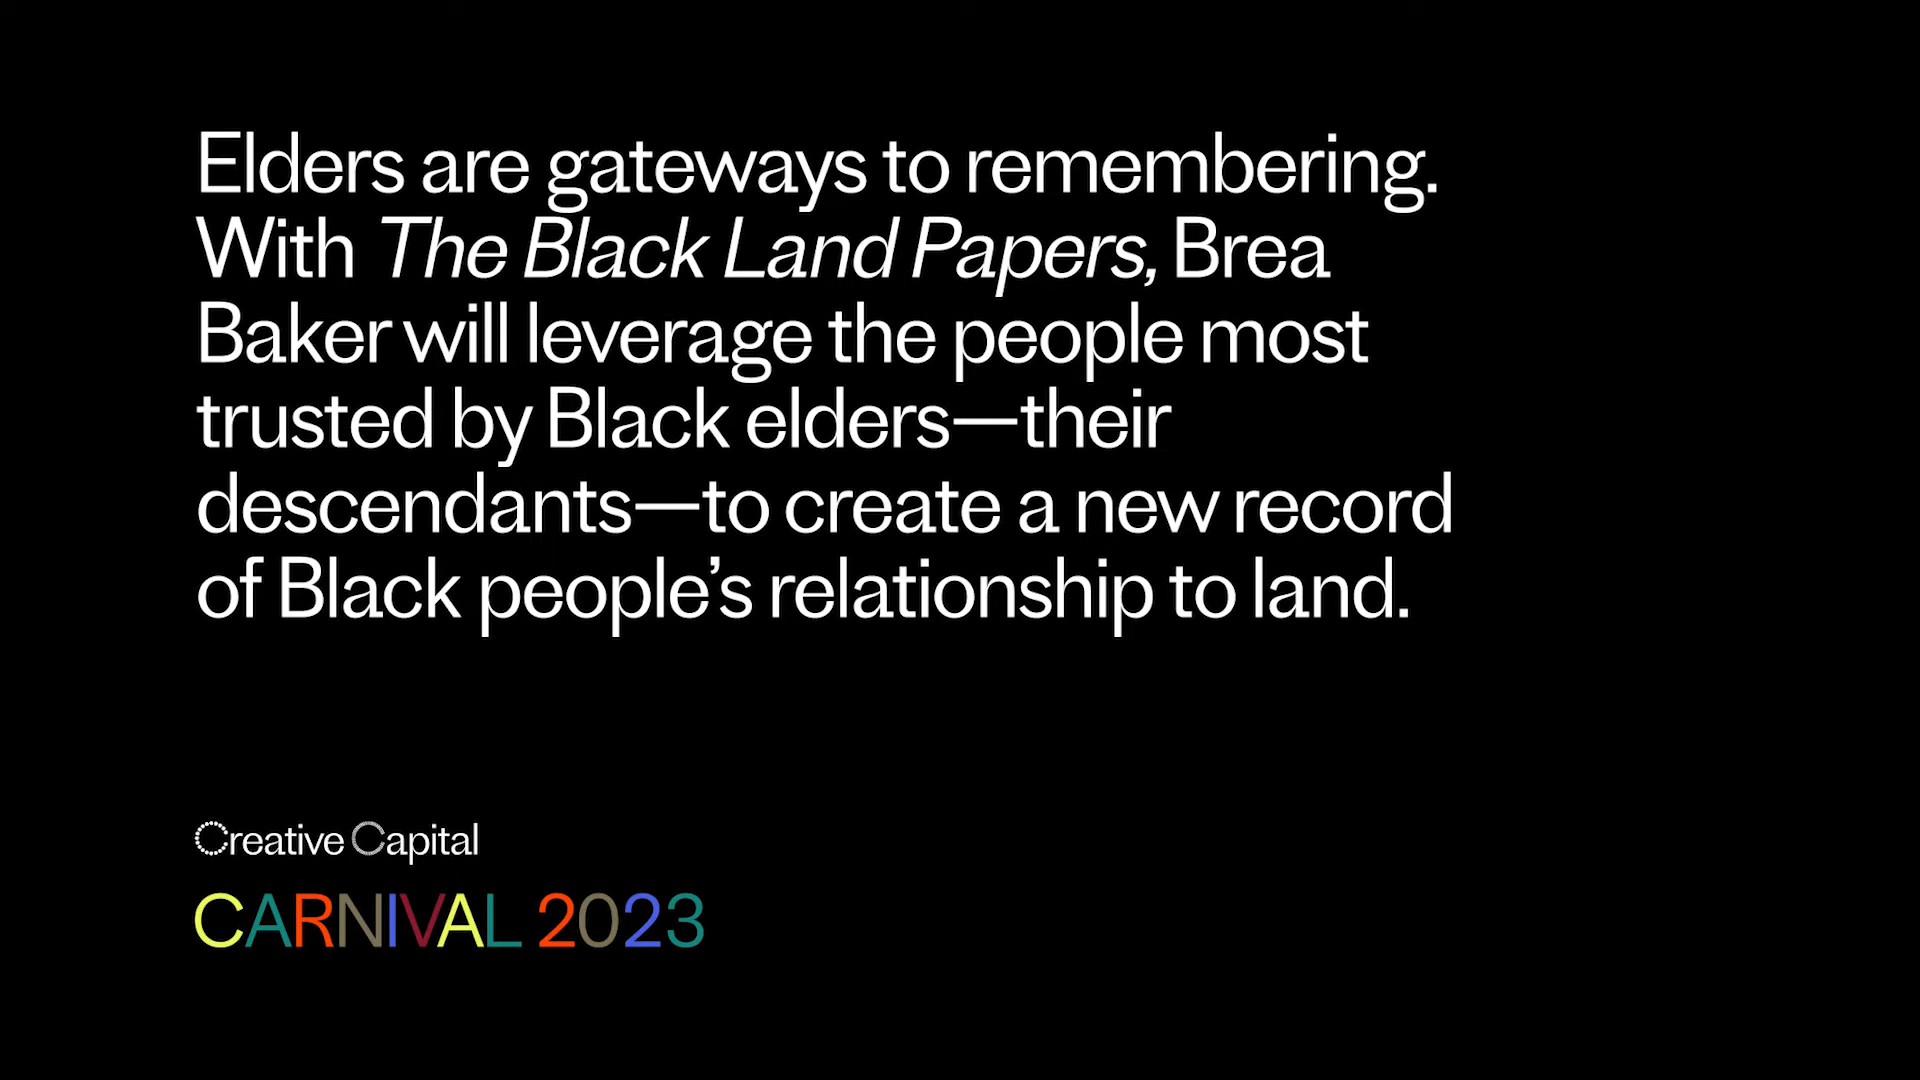 Elders are gateways to remembering.
With The Black Land Papers, Brea
Baker will leverage the people most
trusted by Black elders—their
descendants—to create a new record
of Black people’s relationship to land.
Creative Capital
CARNIVAL 2023